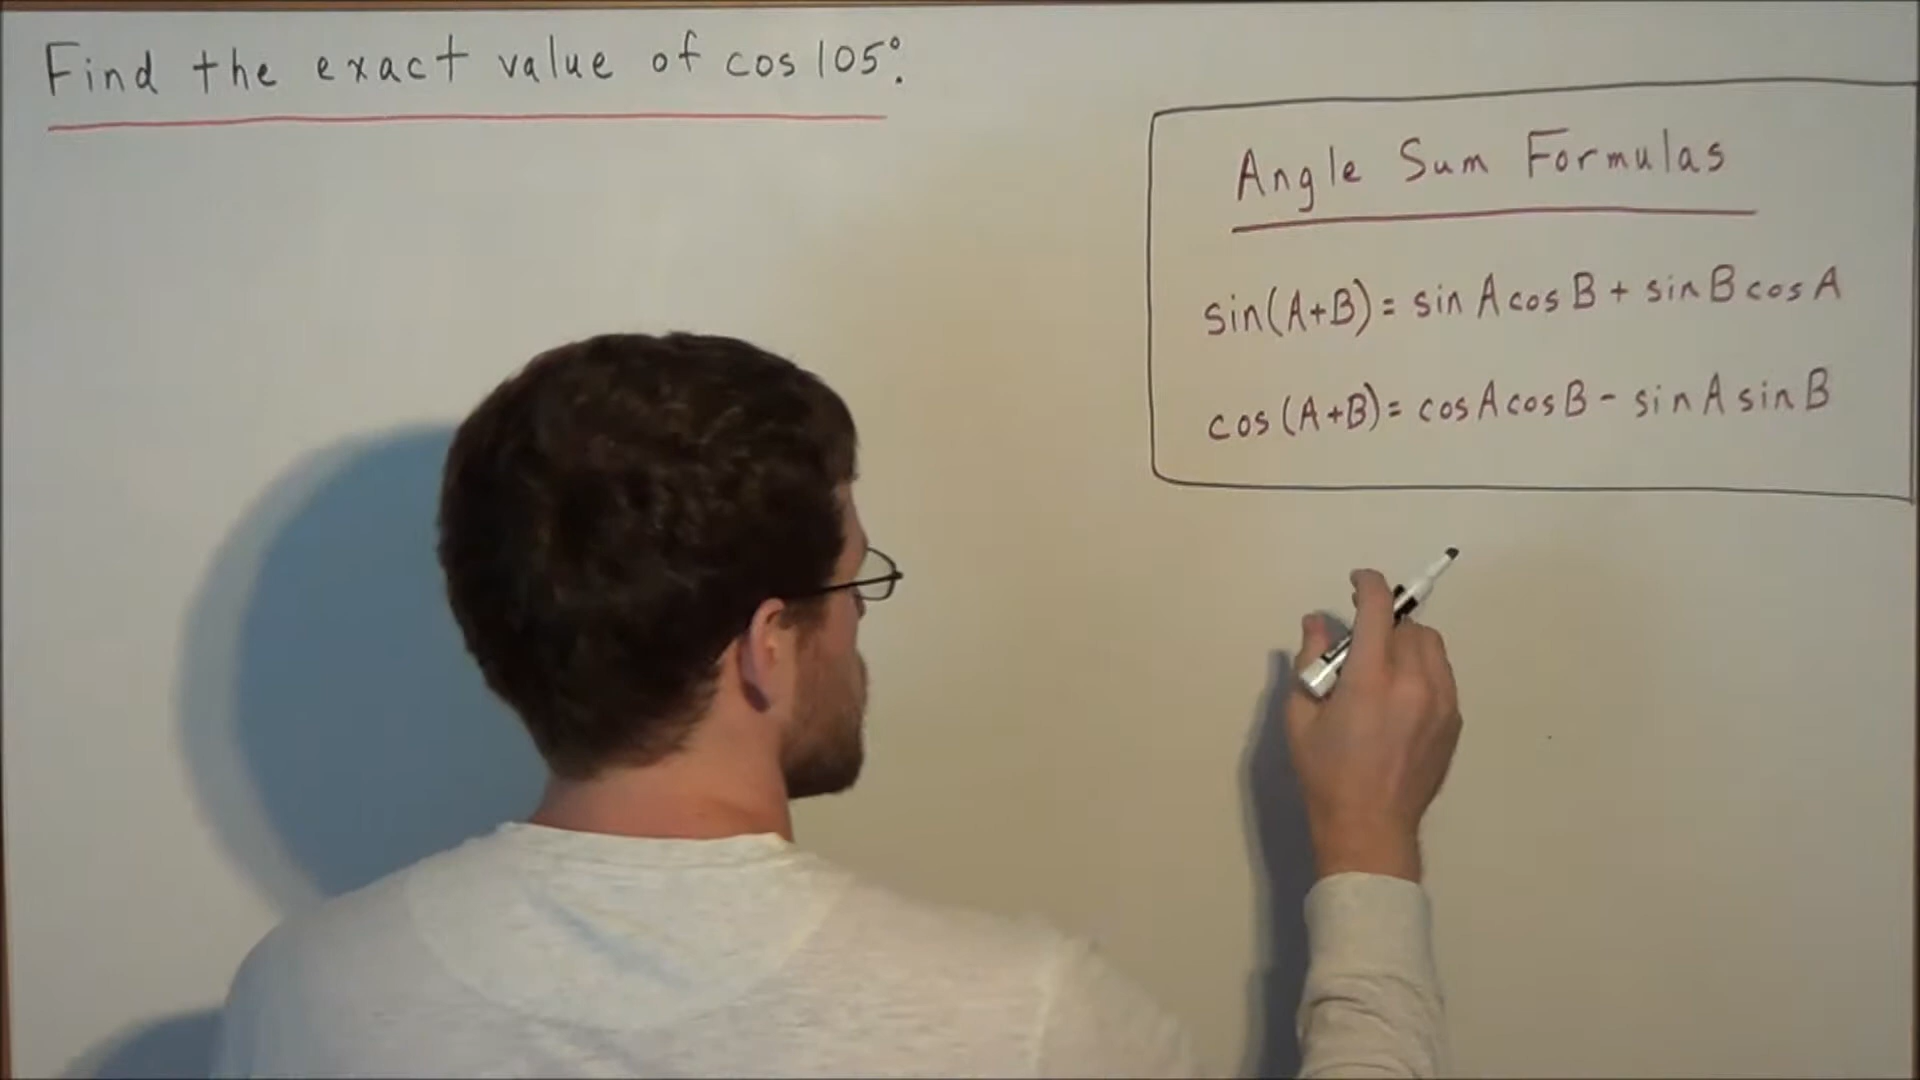 Find the exact value of cos 105°.
Angle Sum Formulas
sin(A+B) = sin A cos B + sin B cos A
cos (A+B) = cos A cos B - sin A sin B